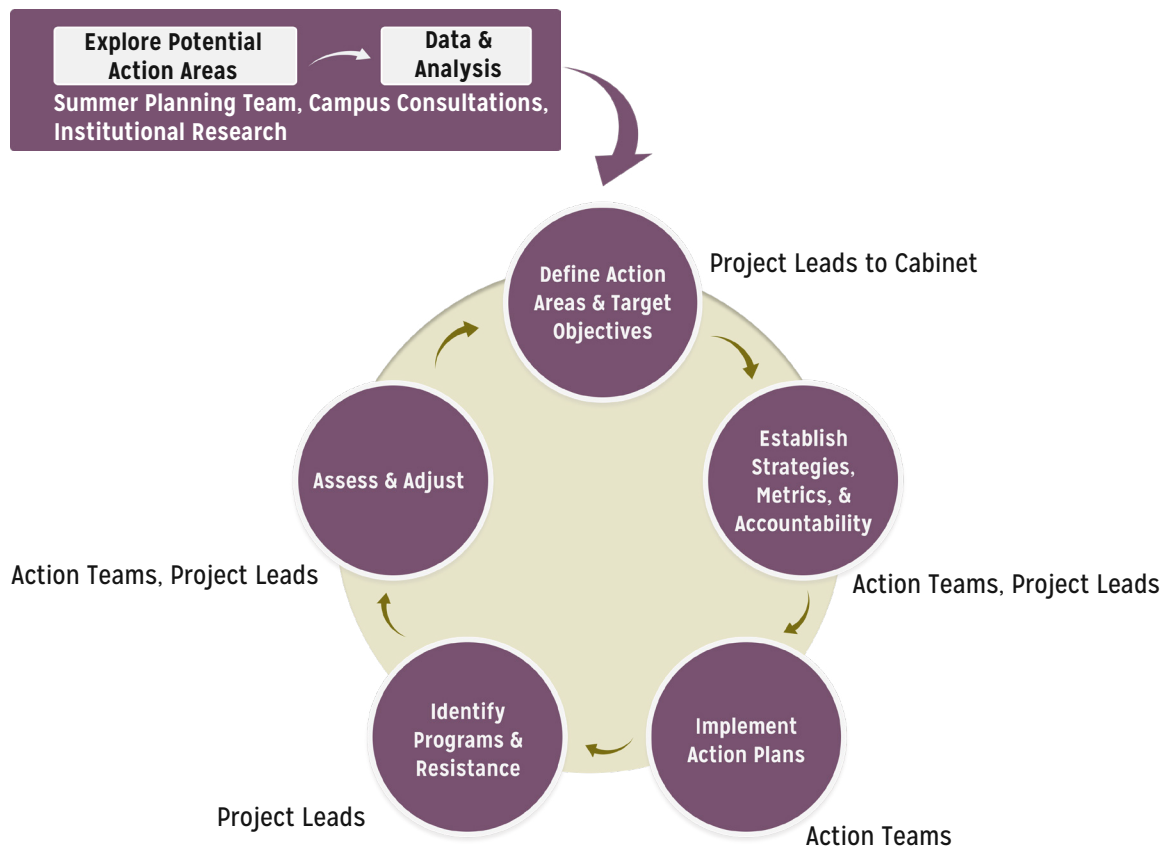 Explore Potential
Action Areas
Data &
Analysis
Summer Planning Team, Campus Consultations,
Institutional Research
Define Action
Areas & Target
Objectives
Project Leads to Cabinet
Establish
Strategies,
Metrics, &
Accountability
Action Teams, Project Leads
Implement
Action Plans
Action Teams
Identify
Programs &
Resistance
Project Leads
Assess & Adjust
Action Teams, Project Leads